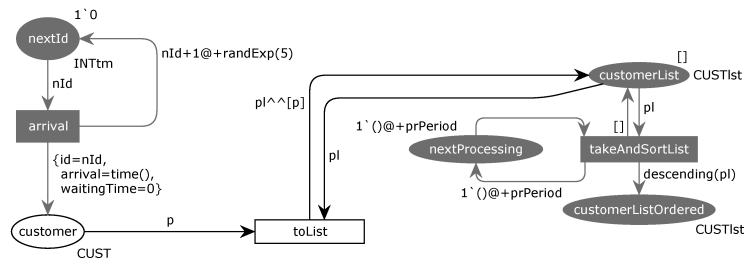 1`0
nextId
INTtm
nId+1@+randExp(5)
nId
arrival
{id=nId,
arrival=time(),
waitingTime=0}
customer
CUST
p
toList
pl^^[p]
pl
[]
customerList
CUSTlst
pl
[]
1`()@+prPeriod
nextProcessing
takeAndSortList
1`()@+prPeriod
descending(pl)
customerListOrdered
CUSTlst